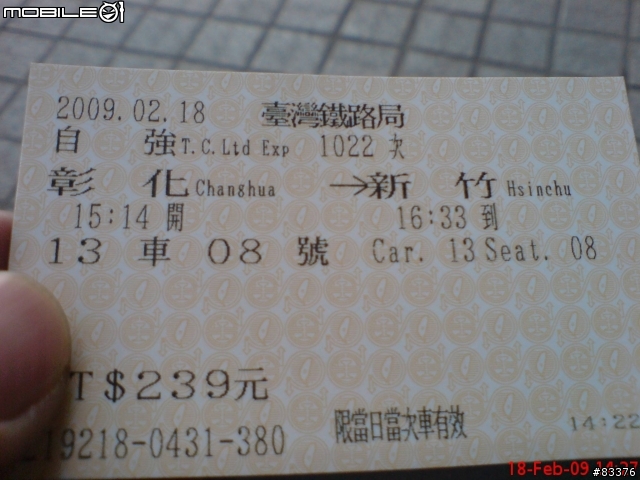 MOBILE01
2009.02.18 臺灣鐵路局
自強 T.C.Ltd Exp 1022 次
彰化 Changhua →新竹 Hsinchu
15:14 開 16:33 到
13 車 08 號 Car. 13 Seat. 08
T$239元
限當日當次車有效 14:22
19218-0431-380
18-Feb-09
#83376